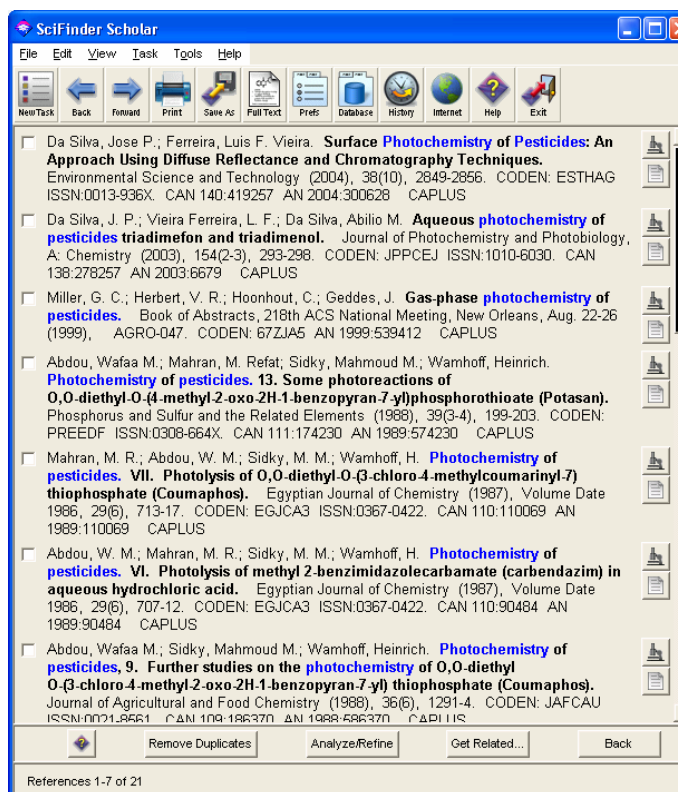 SciFinder Scholar
File Edit View Task Tools Help
New Task Back Forward Print Save As Full Text Prefs Database History Internet Help Exit
Da Silva, Jose P.; Ferreira, Luis F. Vieira. Surface Photochemistry of Pesticides: An
Approach Using Diffuse Reflectance and Chromatography Techniques.
Environmental Science and Technology (2004), 38(10), 2849-2856. CODEN: ESTHAG
ISSN:0013-936X. CAN 140:419257 AN 2004:300628 CAPLUS
Da Silva, J. P.; Vieira Ferreira, L. F.; Da Silva, Abilio M. Aqueous photochemistry of
pesticides triadimefon and triadimenol. Journal of Photochemistry and Photobiology,
A: Chemistry (2003), 154(2-3), 293-298. CODEN: JPPCEJ ISSN:1010-6030. CAN
138:278257 AN 2003:6679 CAPLUS
Miller, G. C.; Herbert, V. R.; Hoonhout, C.; Geddes, J. Gas-phase photochemistry of
pesticides. Book of Abstracts, 218th ACS National Meeting, New Orleans, Aug. 22-26
(1999), AGRO-047. CODEN: 67ZJA5 AN 1999:539412 CAPLUS
Abdou, Wafaa M.; Mahran, M. Refat; Sidky, Mahmoud M.; Wamhoff, Heinrich.
Photochemistry of pesticides. 13. Some photoreactions of
O,O-diethyl-O-(4-methyl-2-oxo-2H-1-benzopyran-7-yl)phosphorothioate (Potasan).
Phosphorus and Sulfur and the Related Elements (1988), 39(3-4), 199-203. CODEN:
PREEDF ISSN:0308-664X. CAN 111:174230 AN 1989:574230 CAPLUS
Mahran, M. R.; Abdou, W. M.; Sidky, M. M.; Wamhoff, H. Photochemistry of
pesticides. VII. Photolysis of O,O-diethyl-O-(3-chloro-4-methylcoumarinyl-7)
thiophosphate (Coumaphos). Egyptian Journal of Chemistry (1987), Volume Date
1986, 29(6), 713-17. CODEN: EGJCA3 ISSN:0367-0422. CAN 110:110069 AN
1989:110069 CAPLUS
Abdou, W. M.; Mahran, M. R.; Sidky, M. M.; Wamhoff, H. Photochemistry of
pesticides. VI. Photolysis of methyl 2-benzimidazolecarbamate (carbendazim) in
aqueous hydrochloric acid. Egyptian Journal of Chemistry (1987), Volume Date
1986, 29(6), 707-12. CODEN: EGJCA3 ISSN:0367-0422. CAN 110:90484 AN
1989:90484 CAPLUS
Abdou, Wafaa M.; Sidky, Mahmoud M.; Wamhoff, Heinrich. Photochemistry of
pesticides, 9. Further studies on the photochemistry of O,O-diethyl
O-(3-chloro-4-methyl-2-oxo-2H-1-benzopyran-7-yl) thiophosphate (Coumaphos).
Journal of Agricultural and Food Chemistry (1988), 36(6), 1291-4. CODEN: JAFCAU
ISSN:0021-8561. CAN 109:186370 AN 1988:586370 CAPLUS
Remove Duplicates Analyze/Refine Get Related... Back
References 1-7 of 21